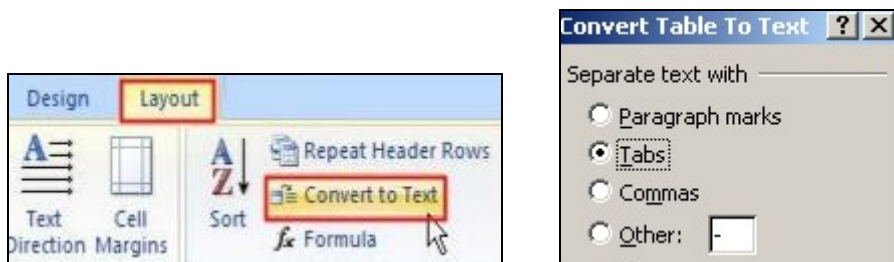 Design Layout
Repeat Header Rows
Convert to Text
Text Direction
Cell Margins
Sort
fx Formula
Convert Table To Text
Separate text with
Paragraph marks
Tabs
Commas
Other: -